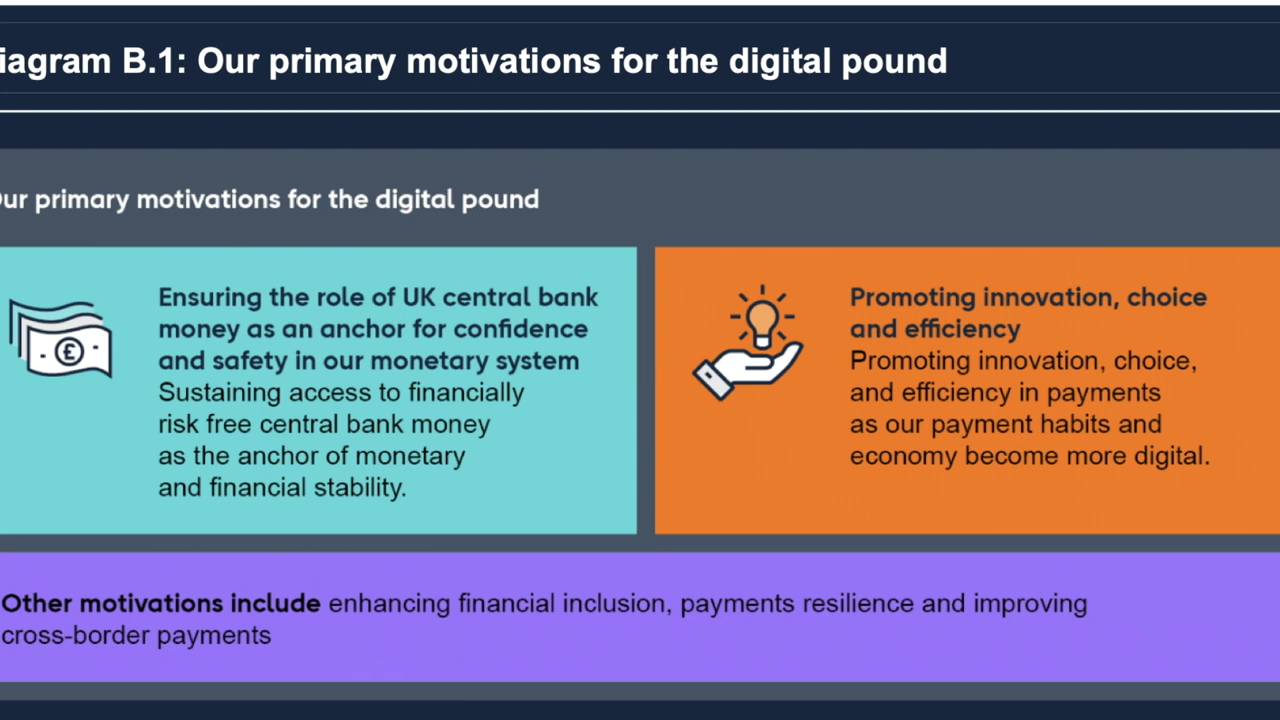 iagram B.1: Our primary motivations for the digital pound
ur primary motivations for the digital pound
£
Ensuring the role of UK central bank
money as an anchor for confidence
and safety in our monetary system
Sustaining access to financially
risk free central bank money
as the anchor of monetary
and financial stability.
Promoting innovation, choice
and efficiency
Promoting innovation, choice,
and efficiency in payments
as our payment habits and
economy become more digital.
Other motivations include enhancing financial inclusion, payments resilience and improving
cross-border payments